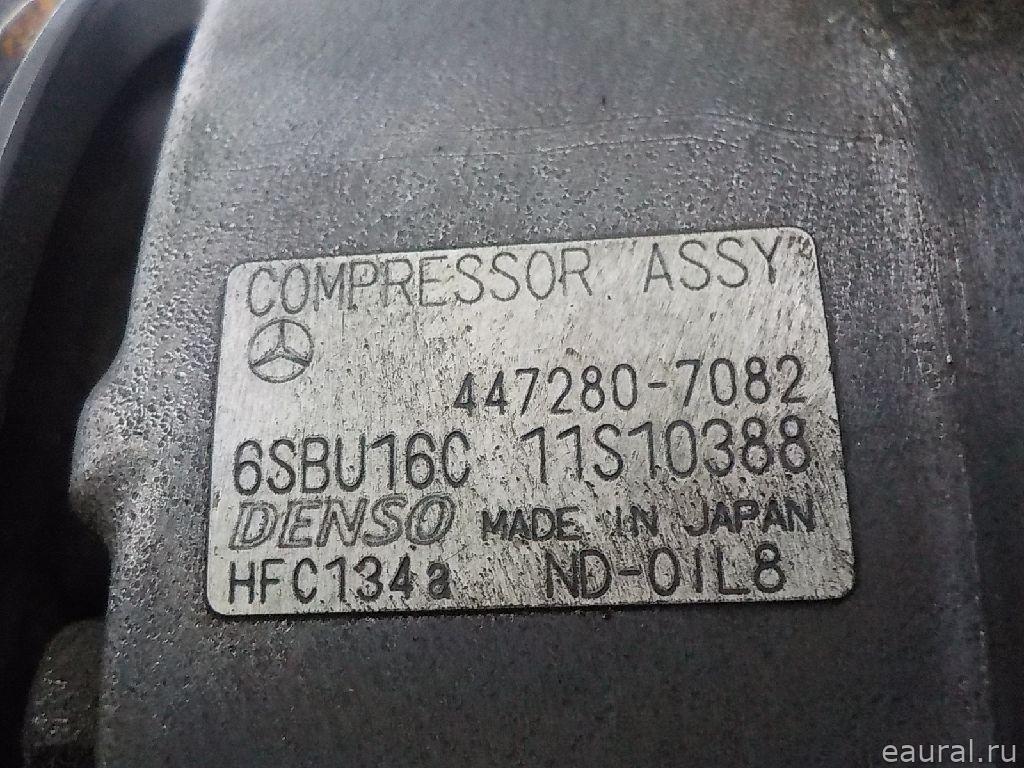 COMPRESSOR ASSY
447280-7082
6SBU16C 11S10388
DENSO MADE IN JAPAN
HFC134a ND-OIL8
eaural.ru